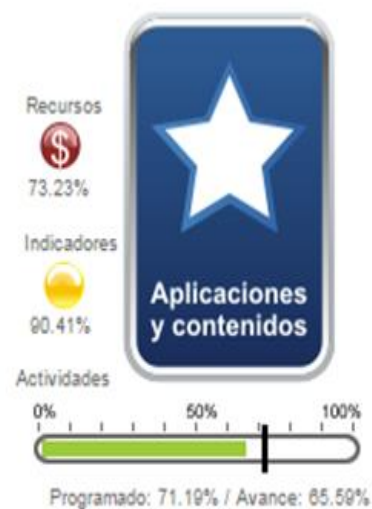 Recursos
$
73.23%
Indicadores
90.41%
Aplicaciones
y contenidos
Actividades
0% 50% 100%
Programado: 71.19% / Avance: 65.59%